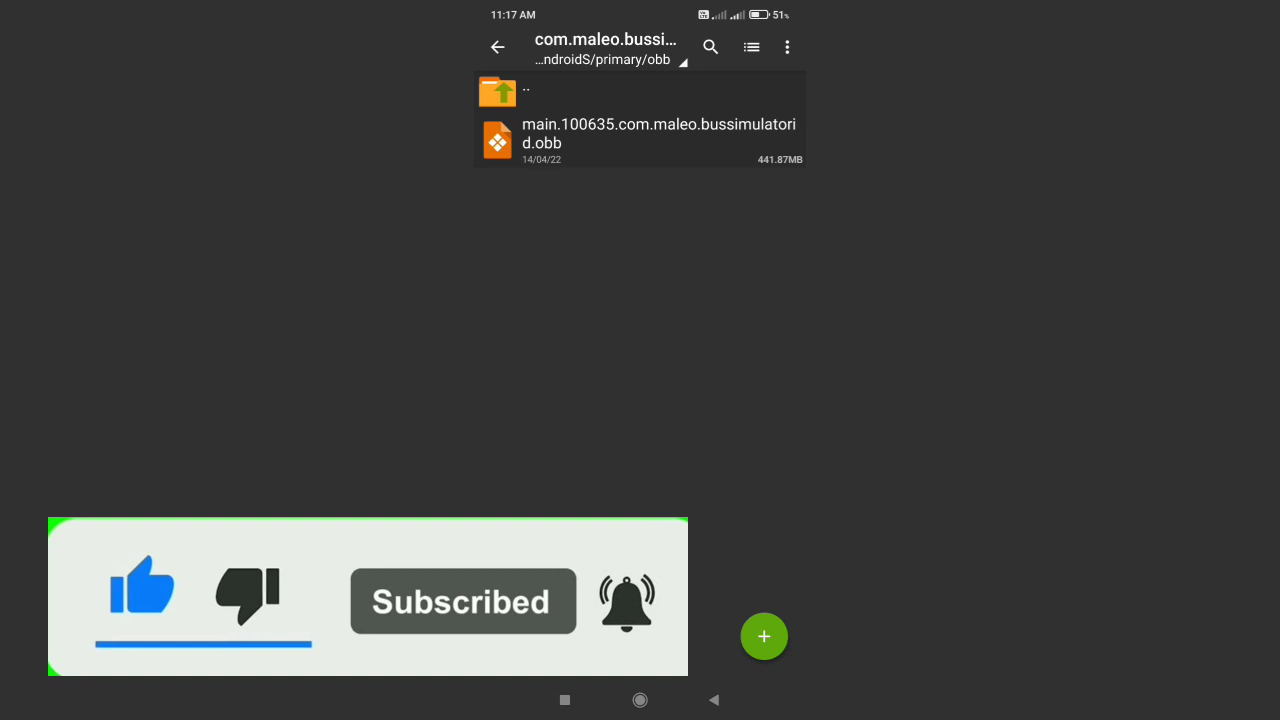 11:17 AM
51%
com.maleo.bussi...
...ndroidS/primary/obb
..
main.100635.com.maleo.bussimulatori
d.obb
14/04/22
441.87MB
Subscribed